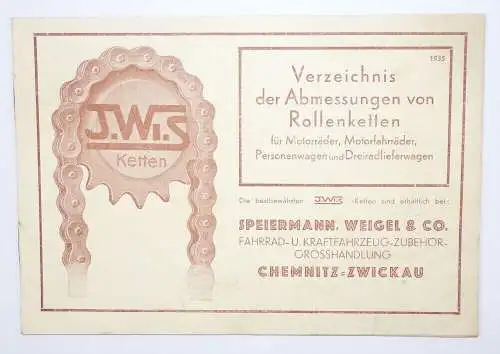 J.W.S
Ketten
1935
Verzeichnis
der Abmessungen von
Rollenketten
für Motorräder, Motorfahrräder,
Personenwagen und Dreiradlieferwagen
Die bestbewährten J.W.S -Ketten sind erhältlich bei:
SPEIERMANN, WEIGEL & CO.
FAHRRAD- U. KRAFTFAHRZEUG-ZUBEHÖR-
GROSSHANDLUNG
CHEMNITZ-ZWICKAU